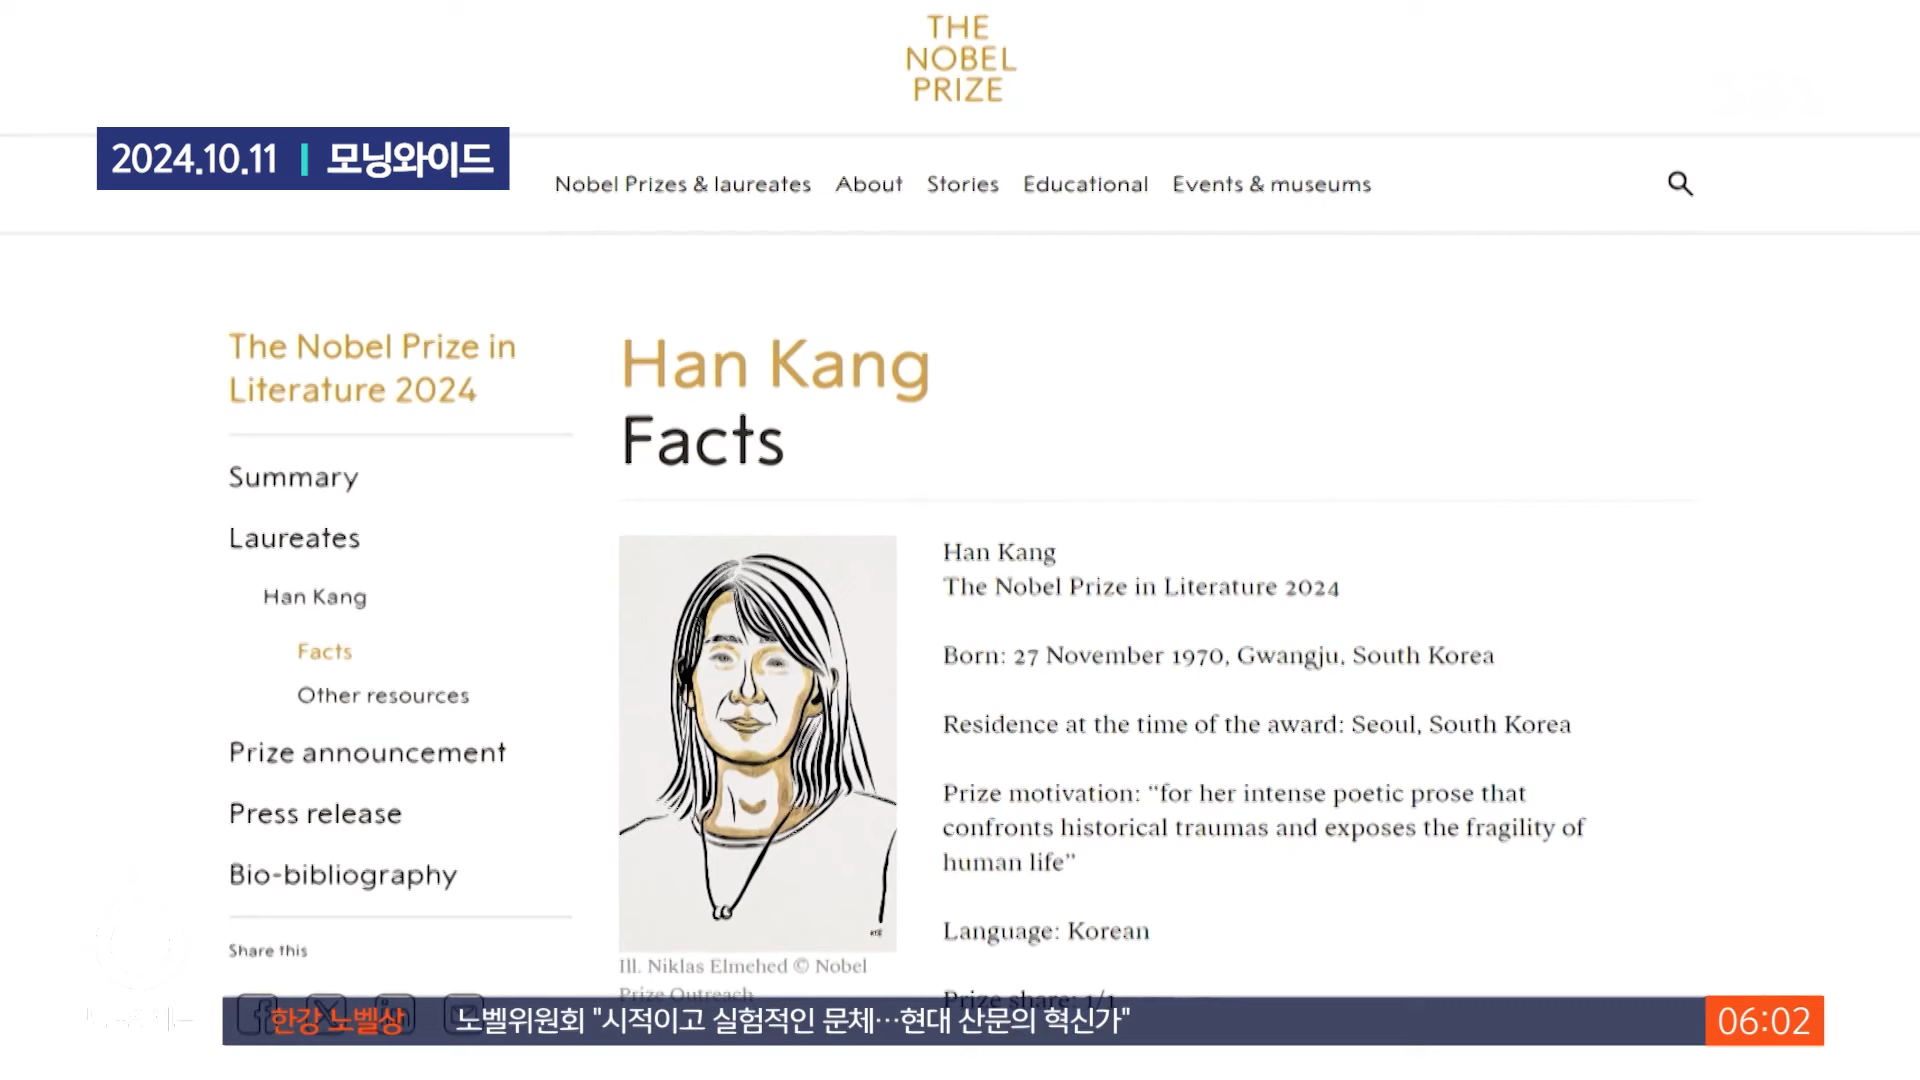 THE
NOBEL
PRIZE
2024.10.11 | 모닝와이드
Nobel Prizes & laureates About Stories Educational Events & museums
The Nobel Prize in
Literature 2024
Summary
Laureates
Han Kang
Facts
Other resources
Prize announcement
Press release
Bio-bibliography
Share this
Han Kang
Facts
Ill. Niklas Elmehed © Nobel
Prize Outreach
Han Kang
The Nobel Prize in Literature 2024
Born: 27 November 1970, Gwangju, South Korea
Residence at the time of the award: Seoul, South Korea
Prize motivation: “for her intense poetic prose that
confronts historical traumas and exposes the fragility of
human life”
Language: Korean
Prize share: 1/1
한강 노벨상 노벨위원회 "시적이고 실험적인 문체…현대 산문의 혁신가"
06:02